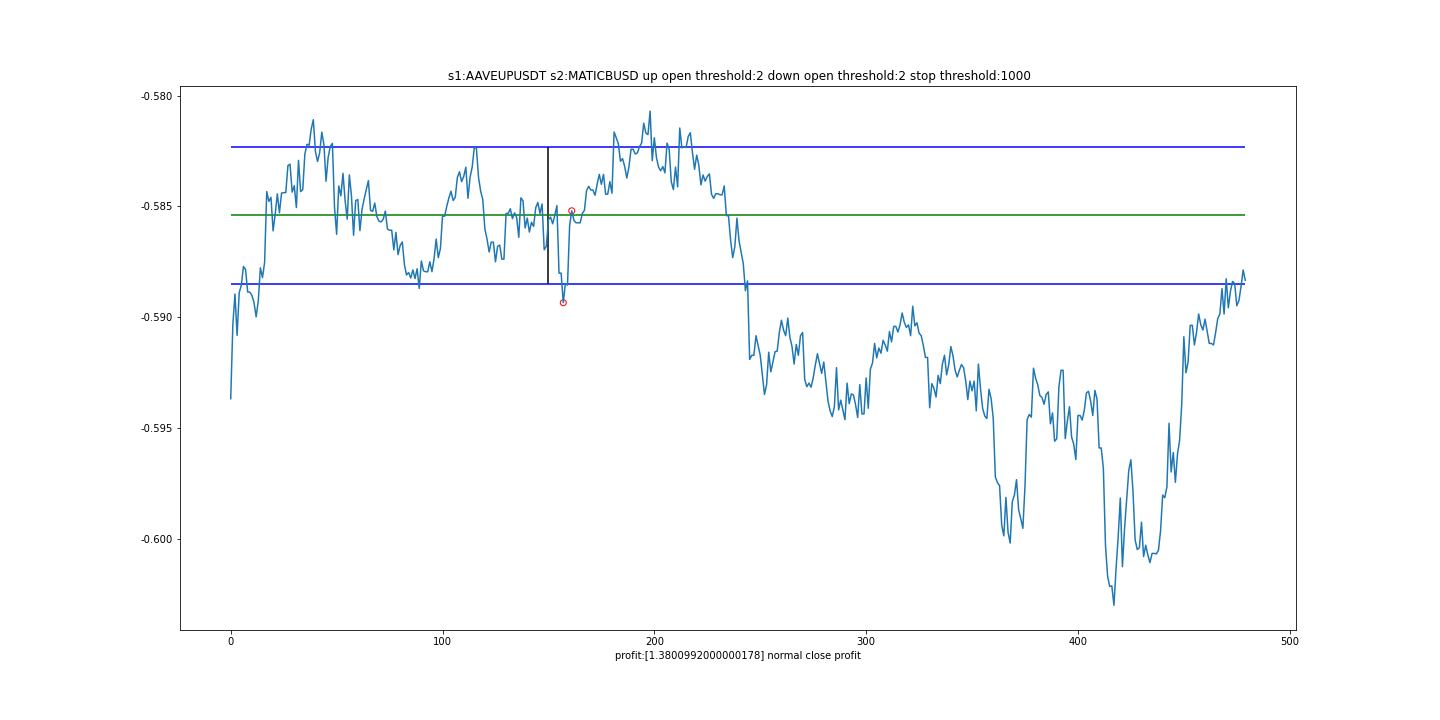 s1:AAVEUPUSDT s2:MATICBUSD up open threshold:2 down open threshold:2 stop threshold:1000
-0.580
-0.585
-0.590
-0.595
-0.600
0 100 200 300 400 500
profit:[1.3800992000000178] normal close profit